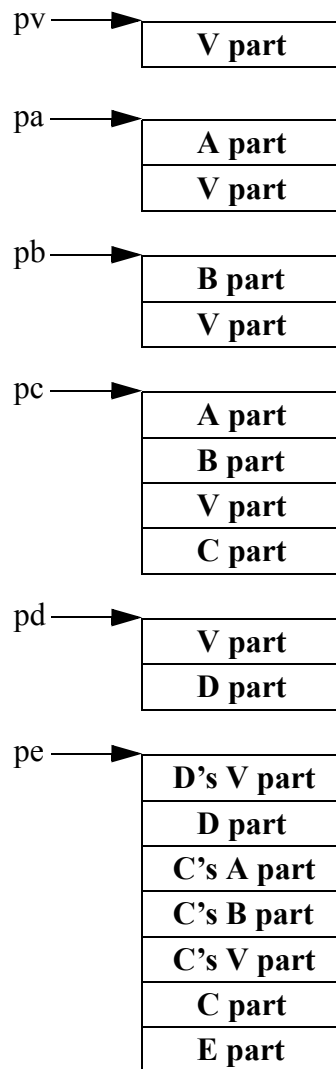 pv
V part
pa
A part
V part
pb
B part
V part
pc
A part
B part
V part
C part
pd
V part
D part
pe
D’s V part
D part
C’s A part
C’s B part
C’s V part
C part
E part